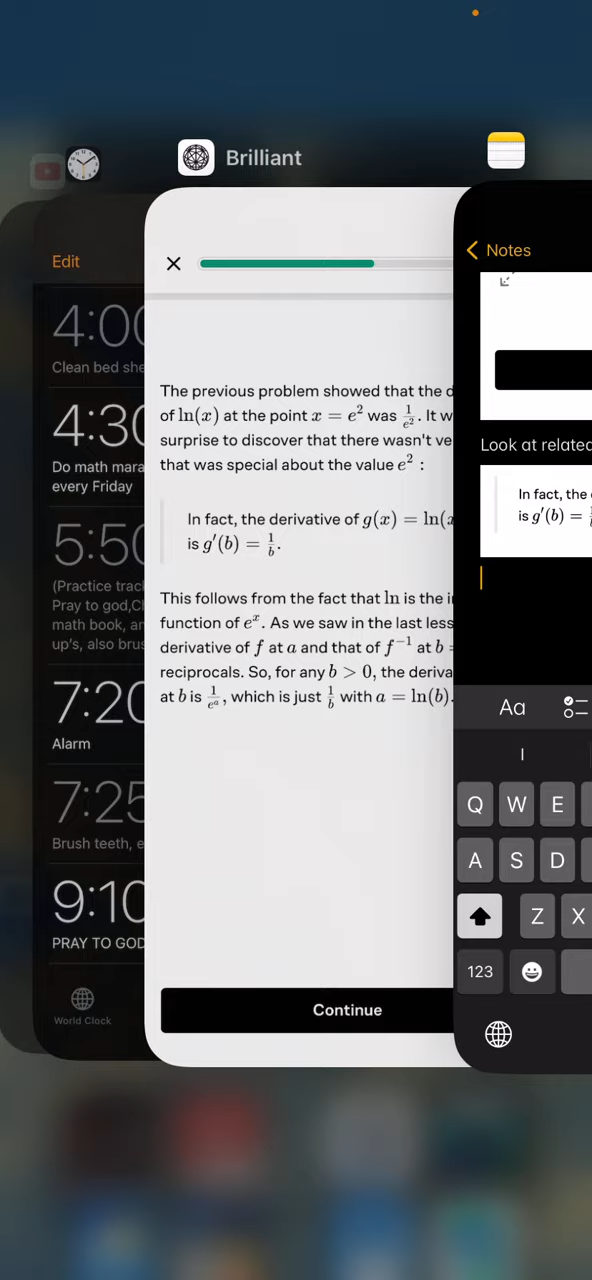 Brilliant
Edit
4:00
Clean bed she
4:30
Do math mara
every Friday
5:50
(Practice trac
Pray to god,Cl
math book, an
up's, also brus
7:20
Alarm
7:25
Brush teeth, e
9:10
PRAY TO GOD
World Clock
The previous problem showed that the d
of ln(x) at the point x = e² was 1/e². It w
surprise to discover that there wasn't ve
that was special about the value e² :
In fact, the derivative of g(x) = ln(x
is g′(b) = 1/b.
This follows from the fact that ln is the i
function of eˣ. As we saw in the last less
derivative of f at a and that of f⁻¹ at b =
reciprocals. So, for any b > 0, the deriva
at b is 1/eᵃ, which is just 1/b with a = ln(b).
Continue
Notes
Look at related
In fact, the
is g′(b) =
Aa
I
Q W E
A S D
Z X
123